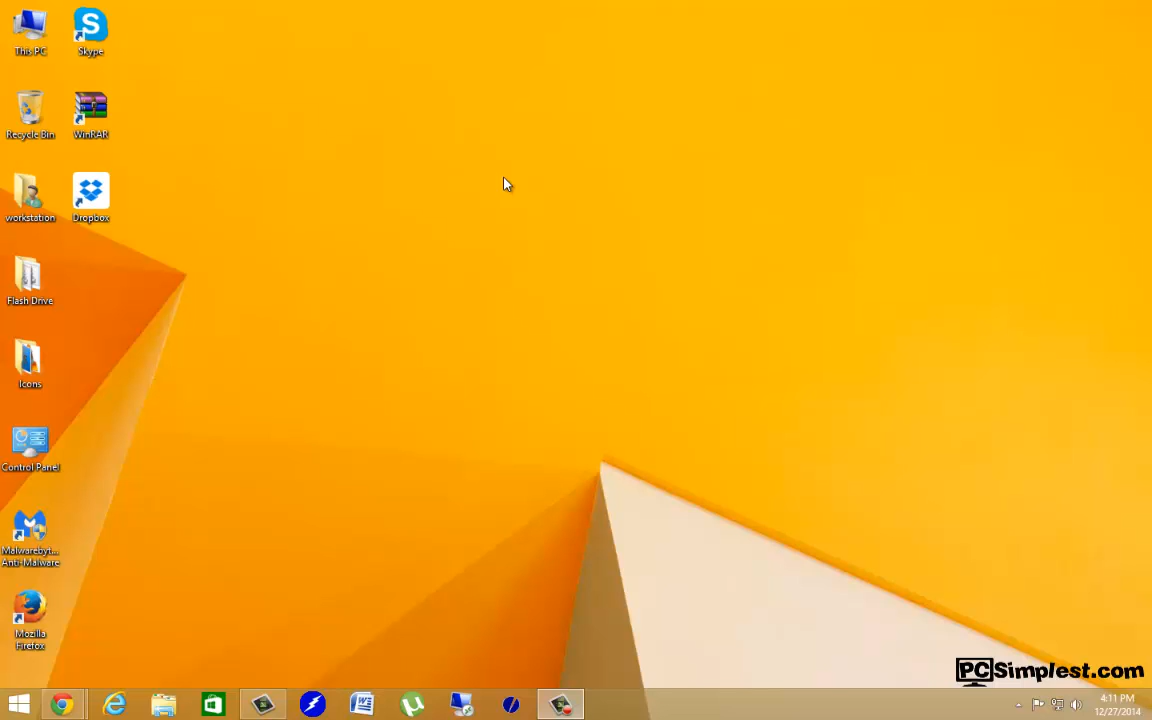 This PC
Skype
Recycle Bin
WinRAR
workstation
Dropbox
Flash Drive
Icons
Control Panel
Malwarebyt...
Anti-Malware
Mozilla
Firefox
PCSimplest.com
4:11 PM
12/27/2014